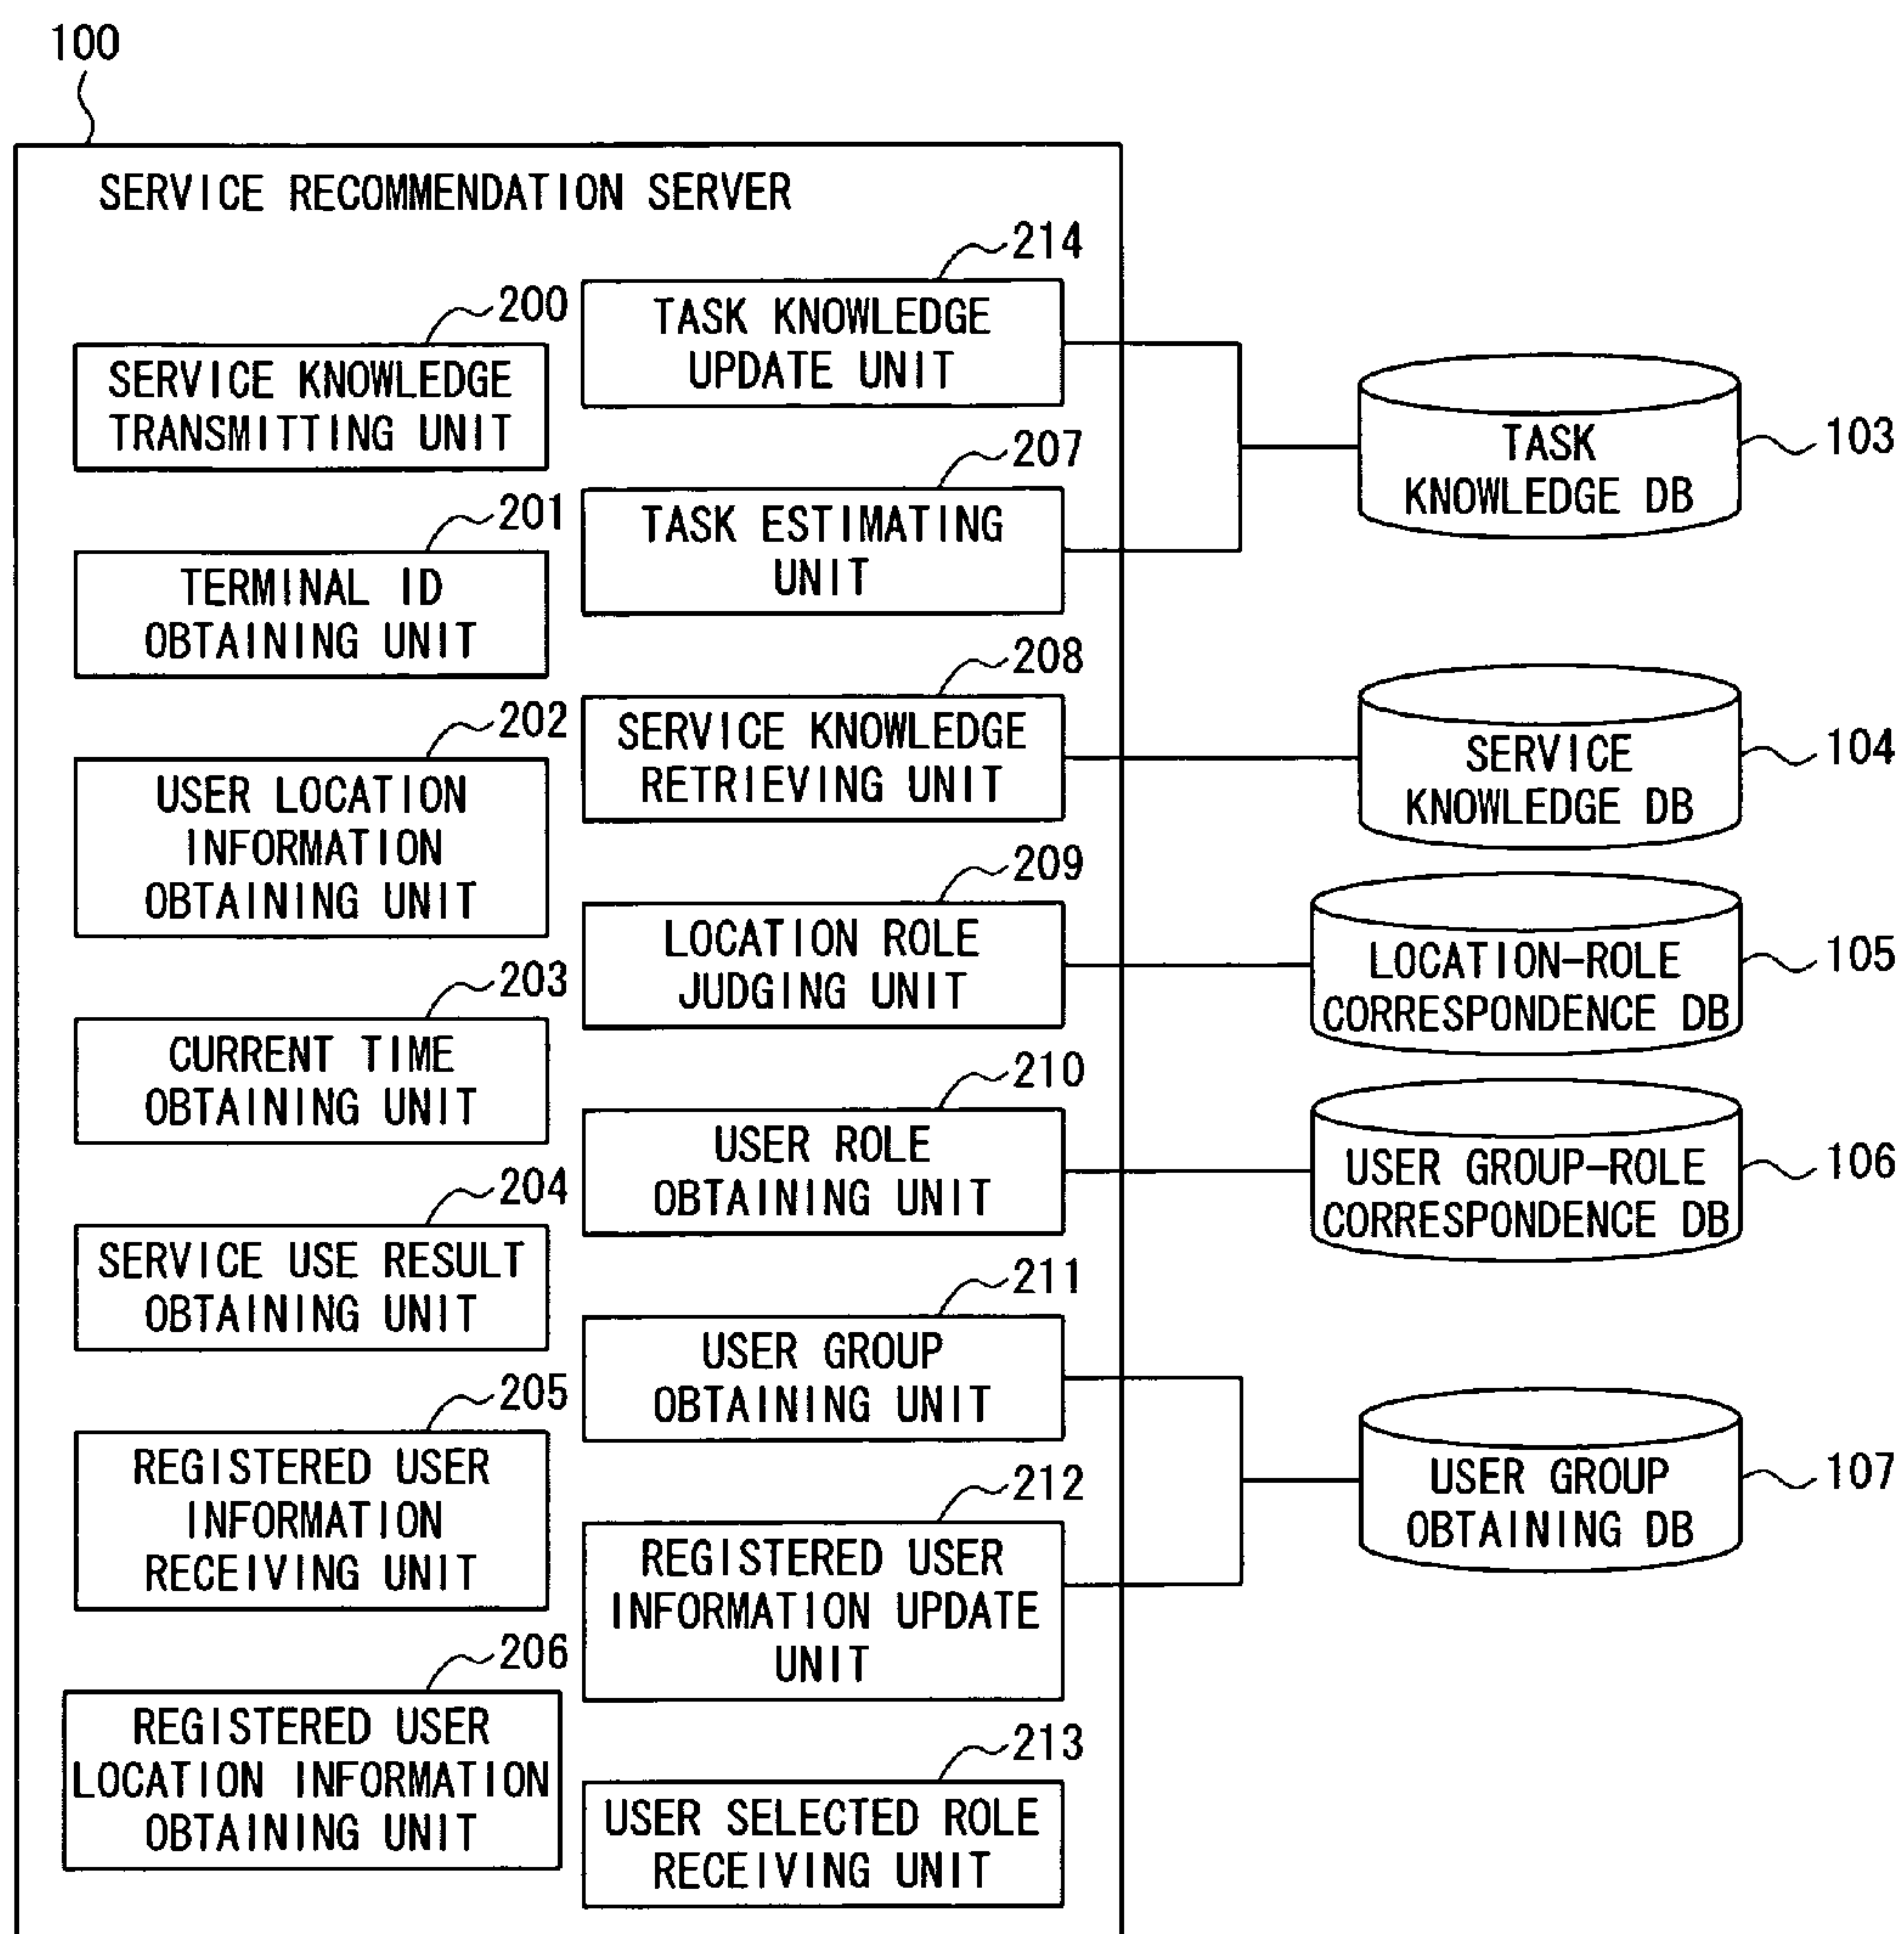 100
SERVICE RECOMMENDATION SERVER
200
SERVICE KNOWLEDGE
TRANSMITTING UNIT
201
TERMINAL ID
OBTAINING UNIT
202
USER LOCATION
INFORMATION
OBTAINING UNIT
203
CURRENT TIME
OBTAINING UNIT
204
SERVICE USE RESULT
OBTAINING UNIT
205
REGISTERED USER
INFORMATION
RECEIVING UNIT
206
REGISTERED USER
LOCATION INFORMATION
OBTAINING UNIT
214
TASK KNOWLEDGE
UPDATE UNIT
207
TASK ESTIMATING
UNIT
208
SERVICE KNOWLEDGE
RETRIEVING UNIT
209
LOCATION ROLE
JUDGING UNIT
210
USER ROLE
OBTAINING UNIT
211
USER GROUP
OBTAINING UNIT
212
REGISTERED USER
INFORMATION UPDATE
UNIT
213
USER SELECTED ROLE
RECEIVING UNIT
TASK
KNOWLEDGE DB
103
SERVICE
KNOWLEDGE DB
104
LOCATION-ROLE
CORRESPONDENCE DB
105
USER GROUP-ROLE
CORRESPONDENCE DB
106
USER GROUP
OBTAINING DB
107